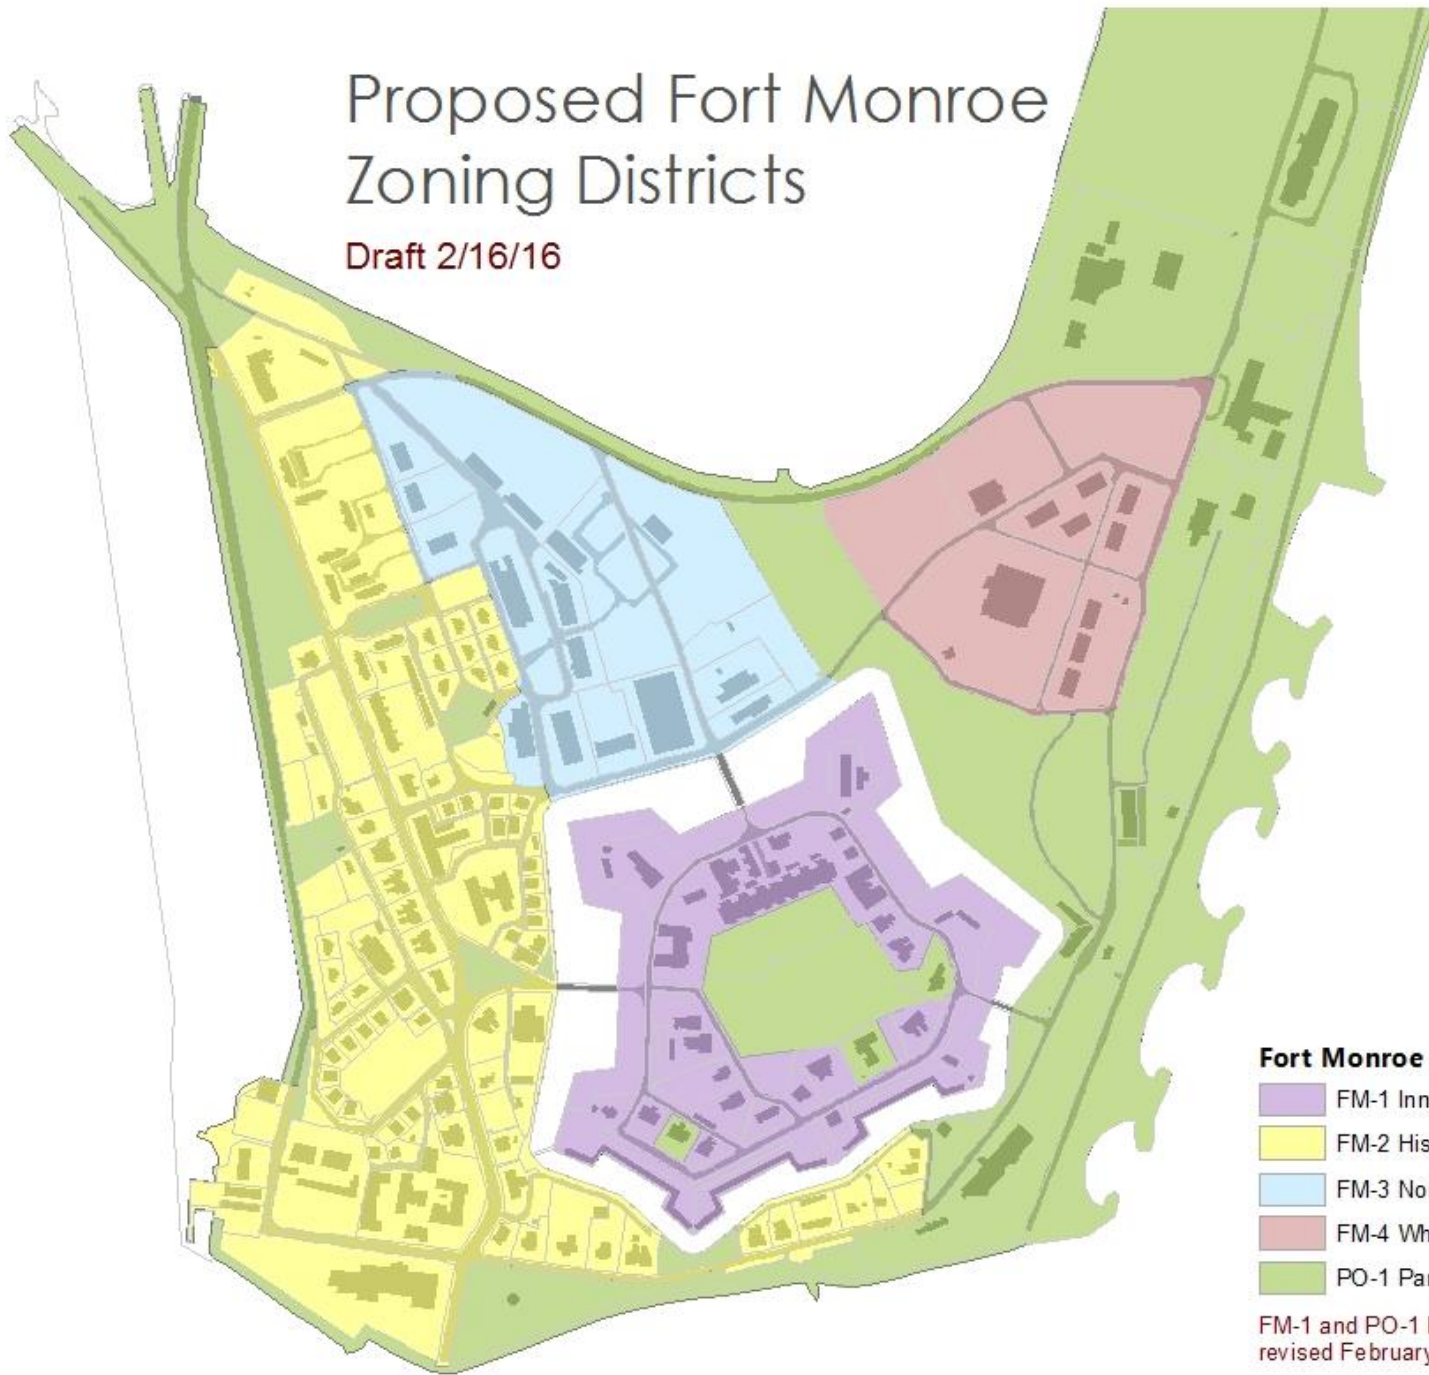 Proposed Fort Monroe
Zoning Districts
Draft 2/16/16
Fort Monroe
FM-1 Inn
FM-2 His
FM-3 No
FM-4 Wh
PO-1 Par
FM-1 and PO-1
revised February